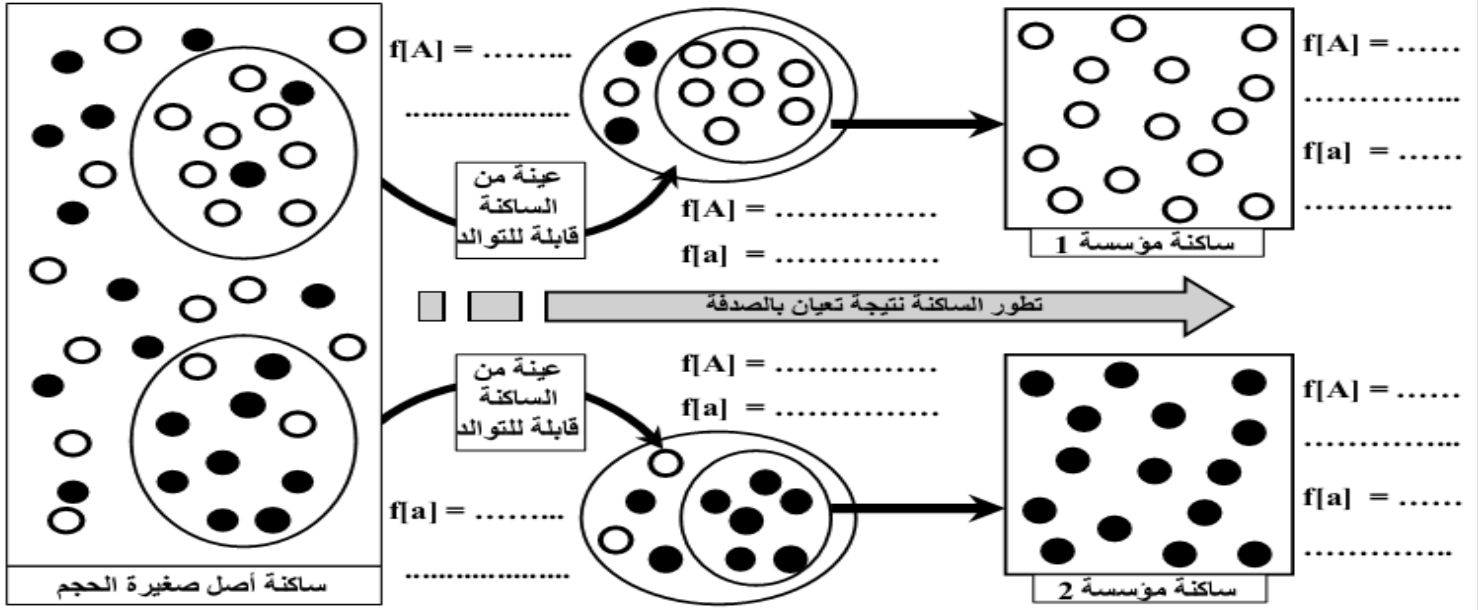 f[A] = ………
………………
عينة من
الساكنة
قابلة للتوالد
f[A] = ……………
f[a] = ……………
f[A] = ……
…………..
f[a] = ……
…………..
ساكنة مؤسسة 1
تطور الساكنة نتيجة تعيان بالصدفة
عينة من
الساكنة
قابلة للتوالد
f[A] = ……………
f[a] = ……………
f[a] = ………
………………
f[A] = ……
…………..
f[a] = ……
…………..
ساكنة مؤسسة 2
ساكنة أصل صغيرة الحجم